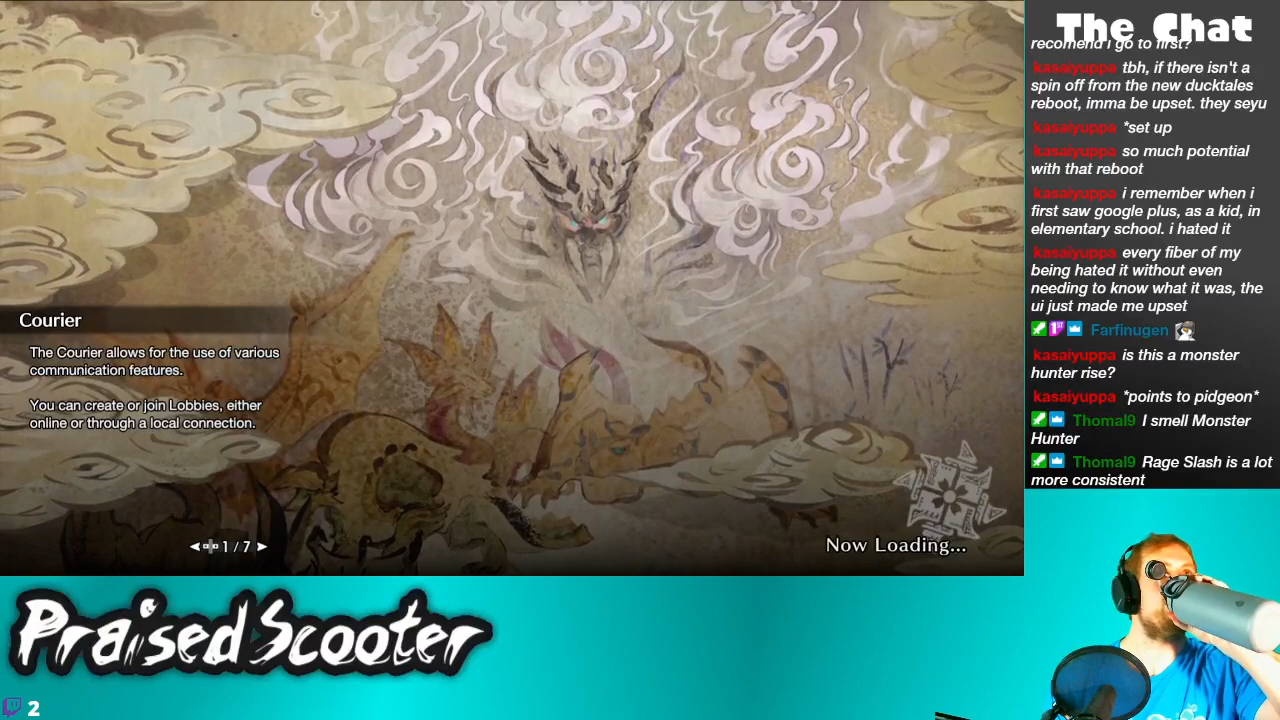 The Chat
recomend i go to first?
kasaiyuppa tbh, if there isn't a
spin off from the new ducktales
reboot, imma be upset. they seyu
kasaiyuppa *set up
kasaiyuppa so much potential
with that reboot
kasaiyuppa i remember when i
first saw google plus, as a kid, in
elementary school. i hated it
kasaiyuppa every fiber of my
being hated it without even
needing to know what it was, the
ui just made me upset
1ST Farfinugen
kasaiyuppa is this a monster
hunter rise?
kasaiyuppa *points to pidgeon*
Thomal9 I smell Monster
Hunter
Thomal9 Rage Slash is a lot
more consistent
Courier
The Courier allows for the use of various
communication features.
You can create or join Lobbies, either
online or through a local connection.
1 / 7
Now Loading...
PraisedScooter
2